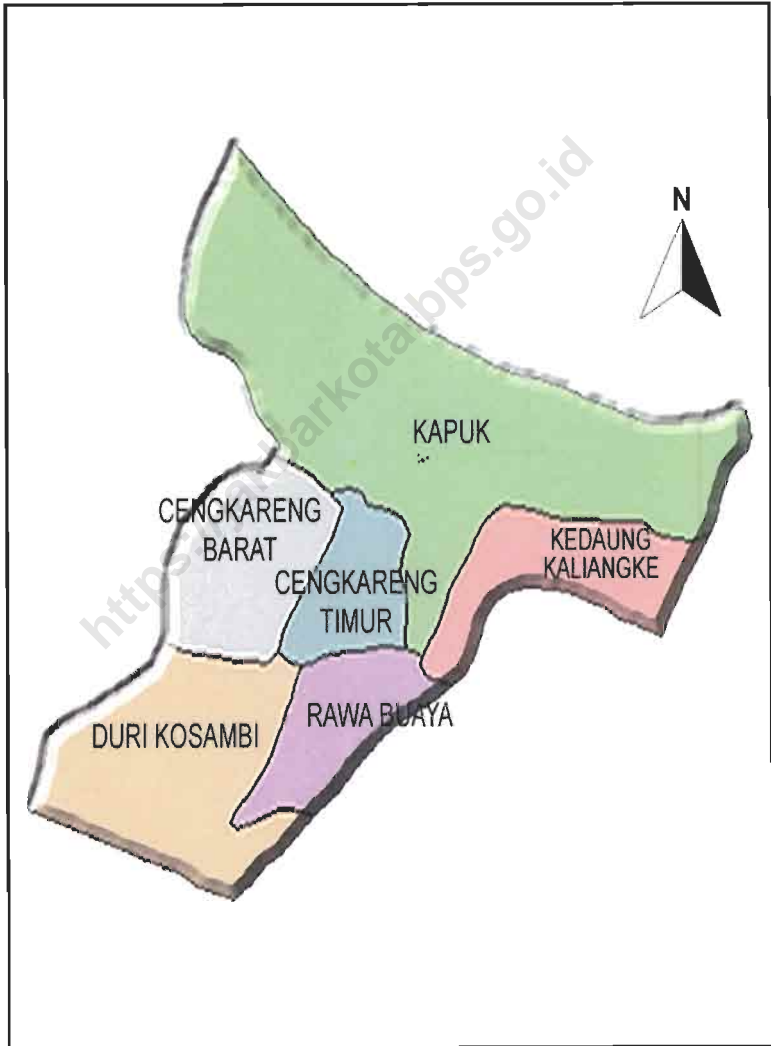 N
KAPUK
CENGKARENG
BARAT
KEDAUNG
KALIANGKE
CENGKARENG
TIMUR
RAWA BUAYA
DURI KOSAMBI